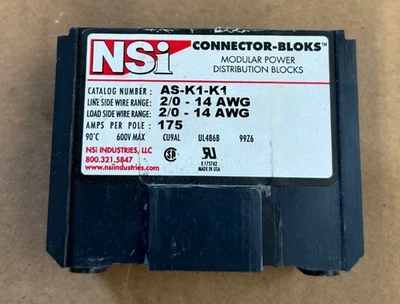 NSi
CONNECTOR-BLOKS™
MODULAR POWER
DISTRIBUTION BLOCKS
CATALOG NUMBER : AS-K1-K1
LINE SIDE WIRE RANGE: 2/0 - 14 AWG
LOAD SIDE WIRE RANGE: 2/0 - 14 AWG
AMPS PER POLE : 175
90°C 600V MAX CU9AL UL486B 99Z6
NSi INDUSTRIES, LLC
800.321.5847
www.nsiindustries.com
E175162
MADE IN USA